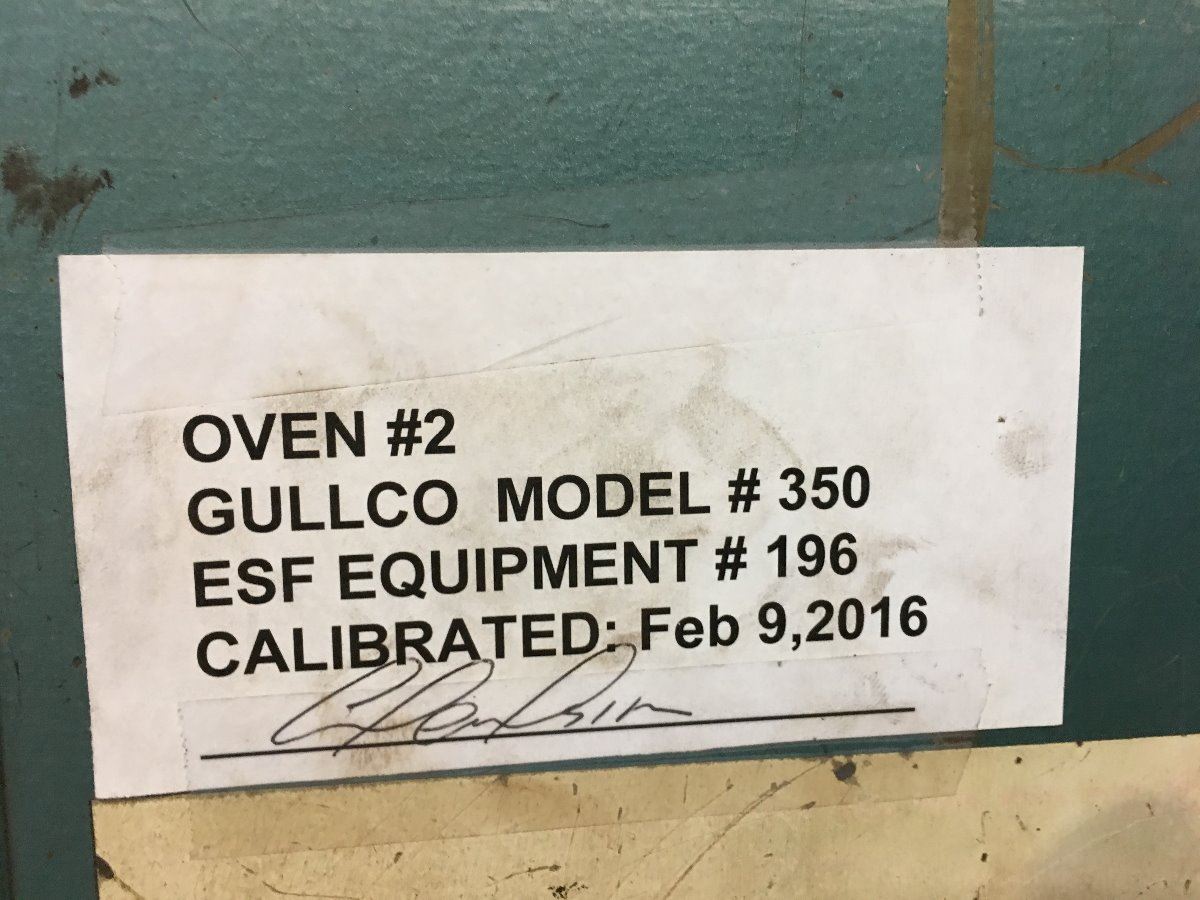 OVEN #2
GULLCO MODEL # 350
ESF EQUIPMENT # 196
CALIBRATED: Feb 9,2016